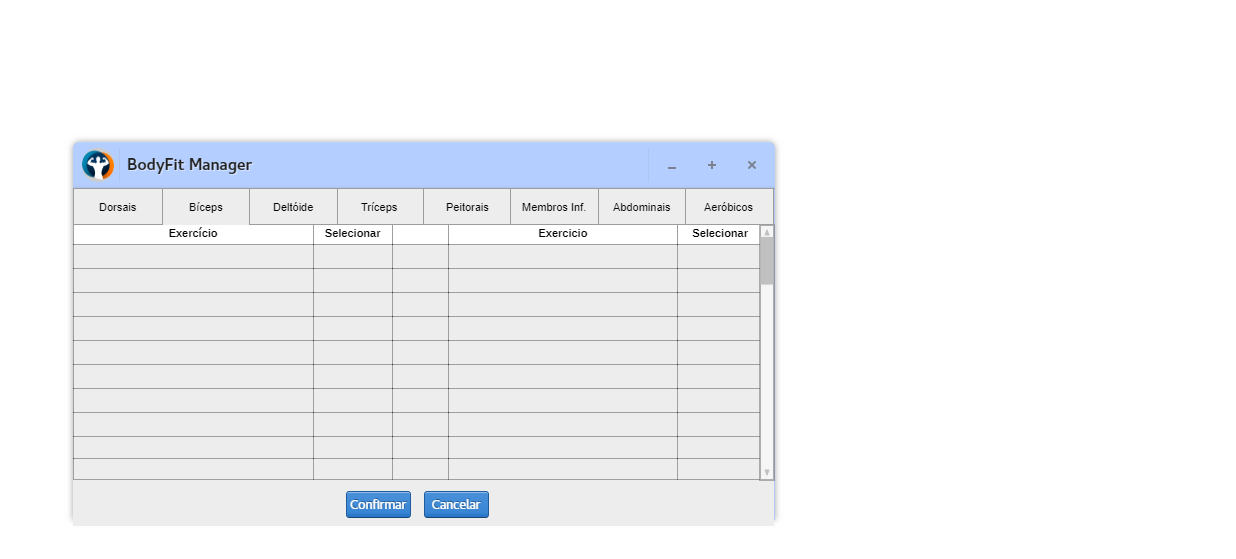 BodyFit Manager
Dorsais Bíceps Deltóide Tríceps Peitorais Membros Inf. Abdominais Aeróbicos
Exercício Selecionar Exercicio Selecionar
Confirmar Cancelar